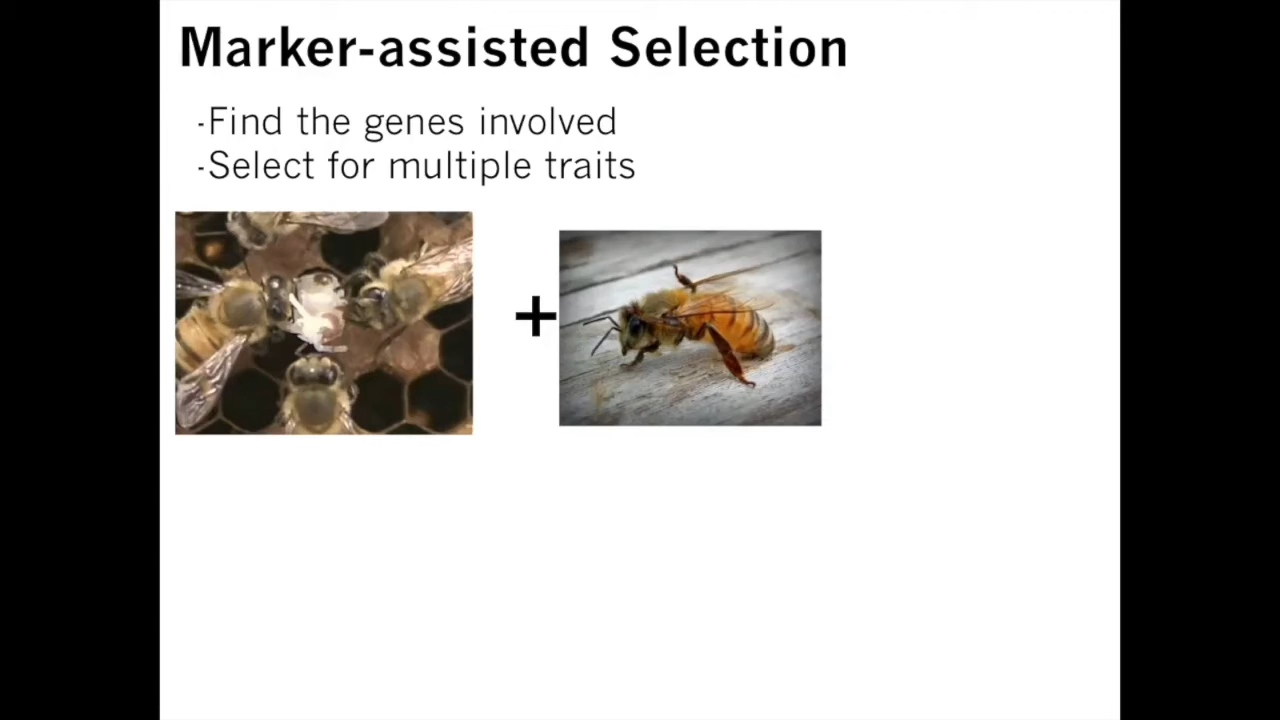 Marker-assisted Selection
-Find the genes involved
-Select for multiple traits
+